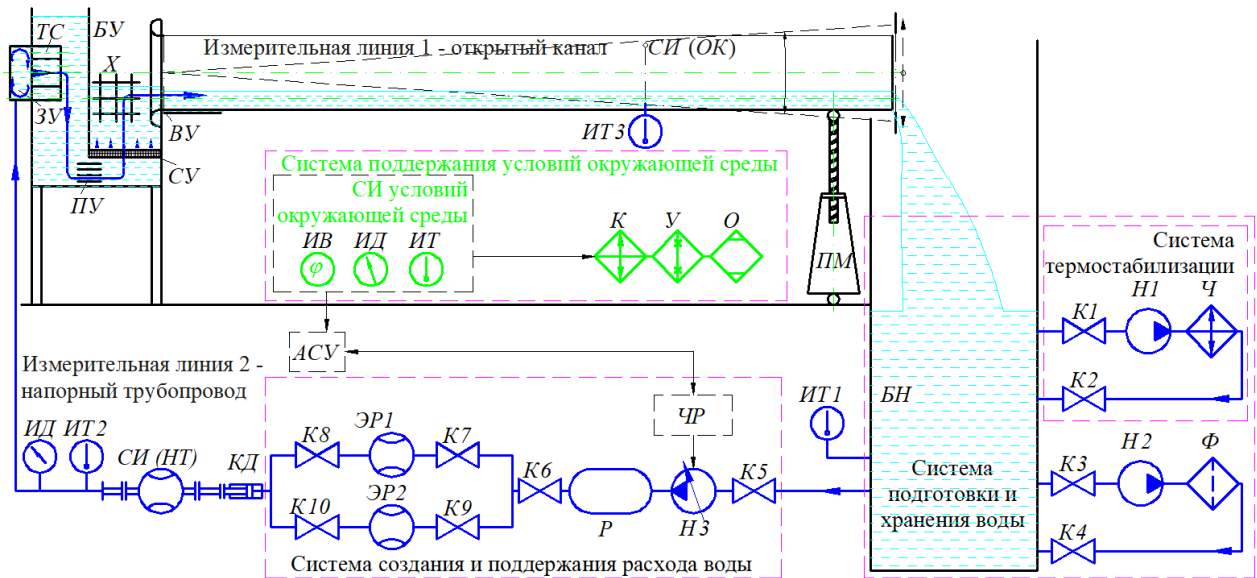 ТС
БУ
Измерительная линия 1 - открытый канал
СИ (ОК)
Х
ЗУ
ВУ
ИТ3
СУ
ПУ
Система поддержания условий окружающей среды
СИ условий
окружающей среды
ИВ
ИД
ИТ
φ
К
У
О
ПМ
Система
термостабилизации
К1
Н1
Ч
К2
АСУ
Измерительная линия 2 -
напорный трубопровод
ЧР
ИТ1
БН
ИД
ИТ2
СИ (НТ)
КД
К8
ЭР1
К7
К6
К5
К10
ЭР2
К9
Р
Н3
Система создания и поддержания расхода воды
Система
подготовки и
хранения воды
К3
Н2
Ф
К4